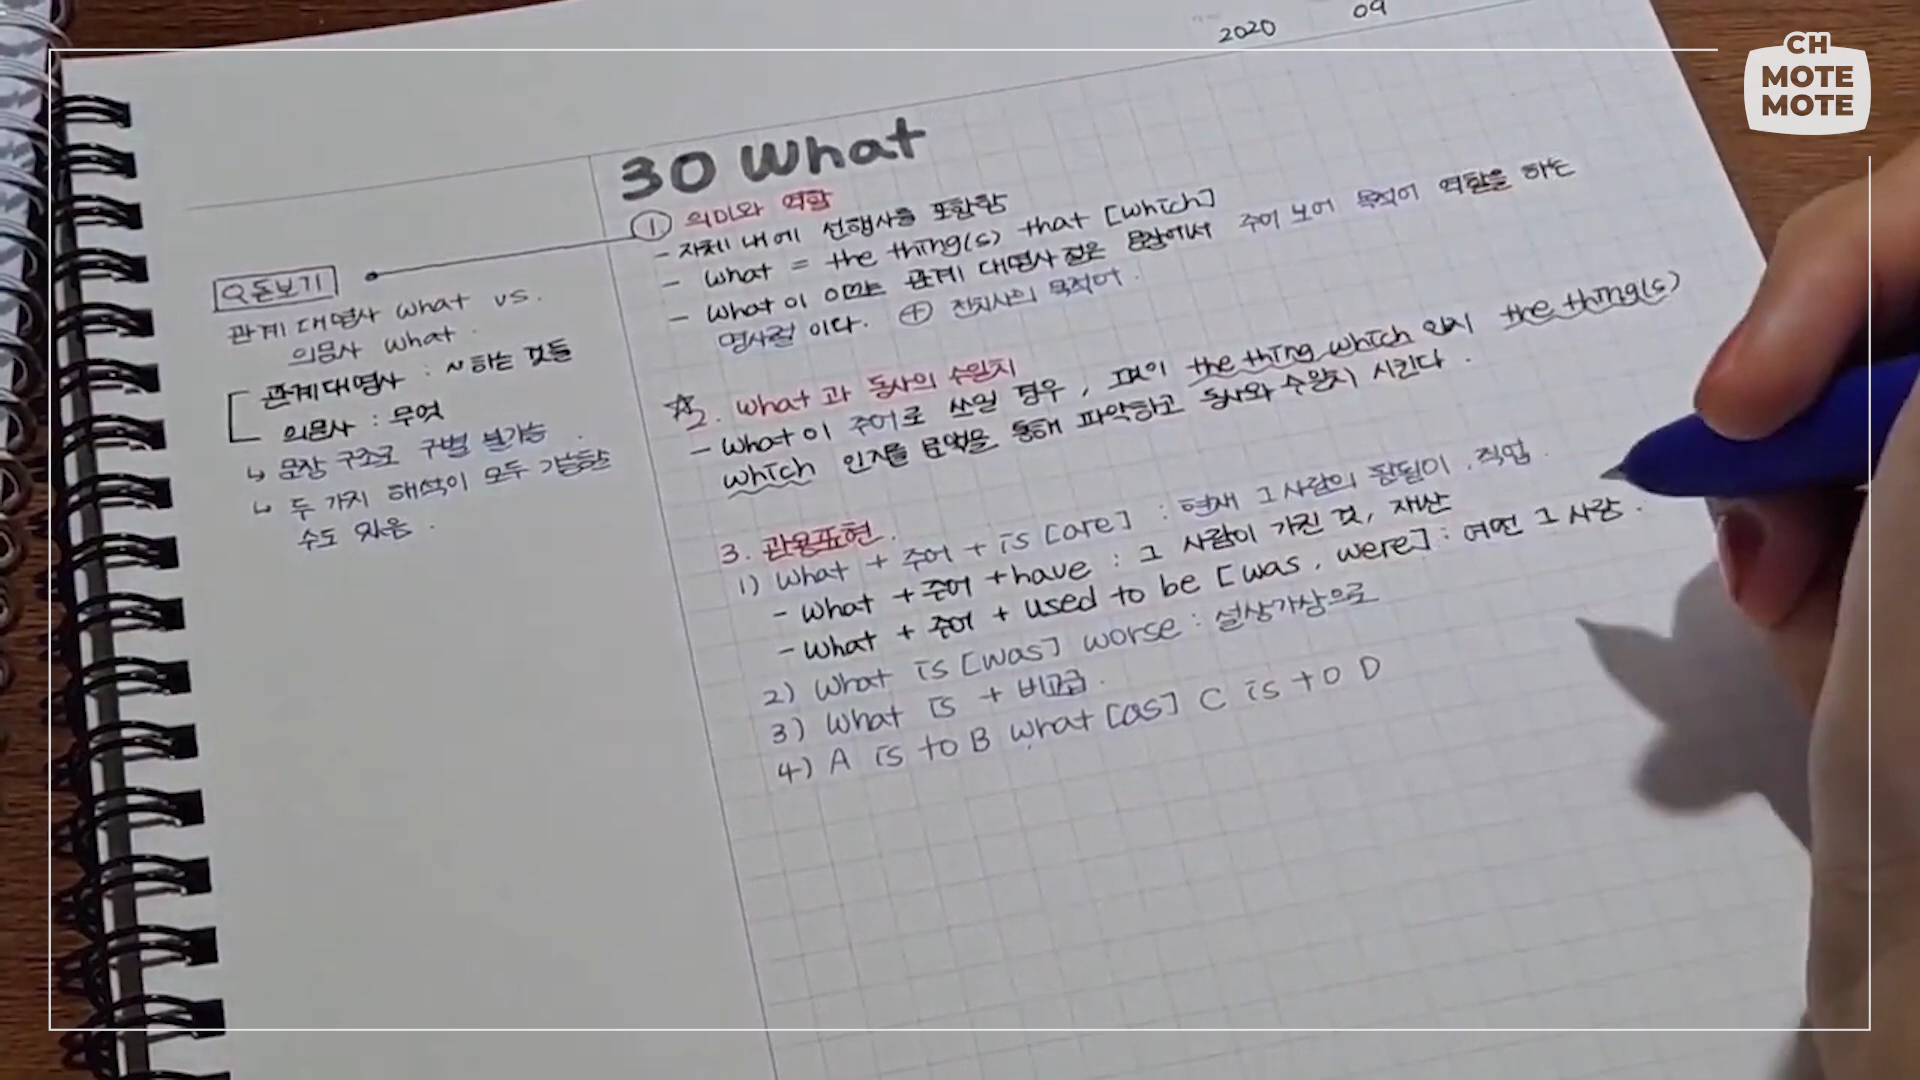 2020 09
CH
MOTE
MOTE
30 What
① 의미와 역할
- 자체 내에 선행사를 포함함
- what = the thing(s) that [which]
- what이 이끄는 관계대명사절은 문장에서 주어 보어 목적어 역할을 하는
명사절이다. ⊕ 전치사의 목적어.
돋보기
관계대명사 what vs.
의문사 what.
관계대명사 : ~하는 것들
의문사 : 무엇
↳ 문장 구조로 구별 불가능.
↳ 두 가지 해석이 모두 가능할
수도 있음.
☆2. what과 동사의 수일치
- what이 주어로 쓰일 경우, the thing which 인지 the thing(s)
which 인지를 문맥을 통해 파악하고 동사와 수일치 시킨다.
3. 관용표현.
1) what + 주어 + is [are] : 현재 그 사람의 됨됨이, 직업.
- what + 주어 + have : 그 사람이 가진 것, 재산
- what + 주어 + used to be [was, were] : 예전 그 사람.
2) what is [was] worse : 설상가상으로
3) what is + 비교급.
4) A is to B what [as] C is to D